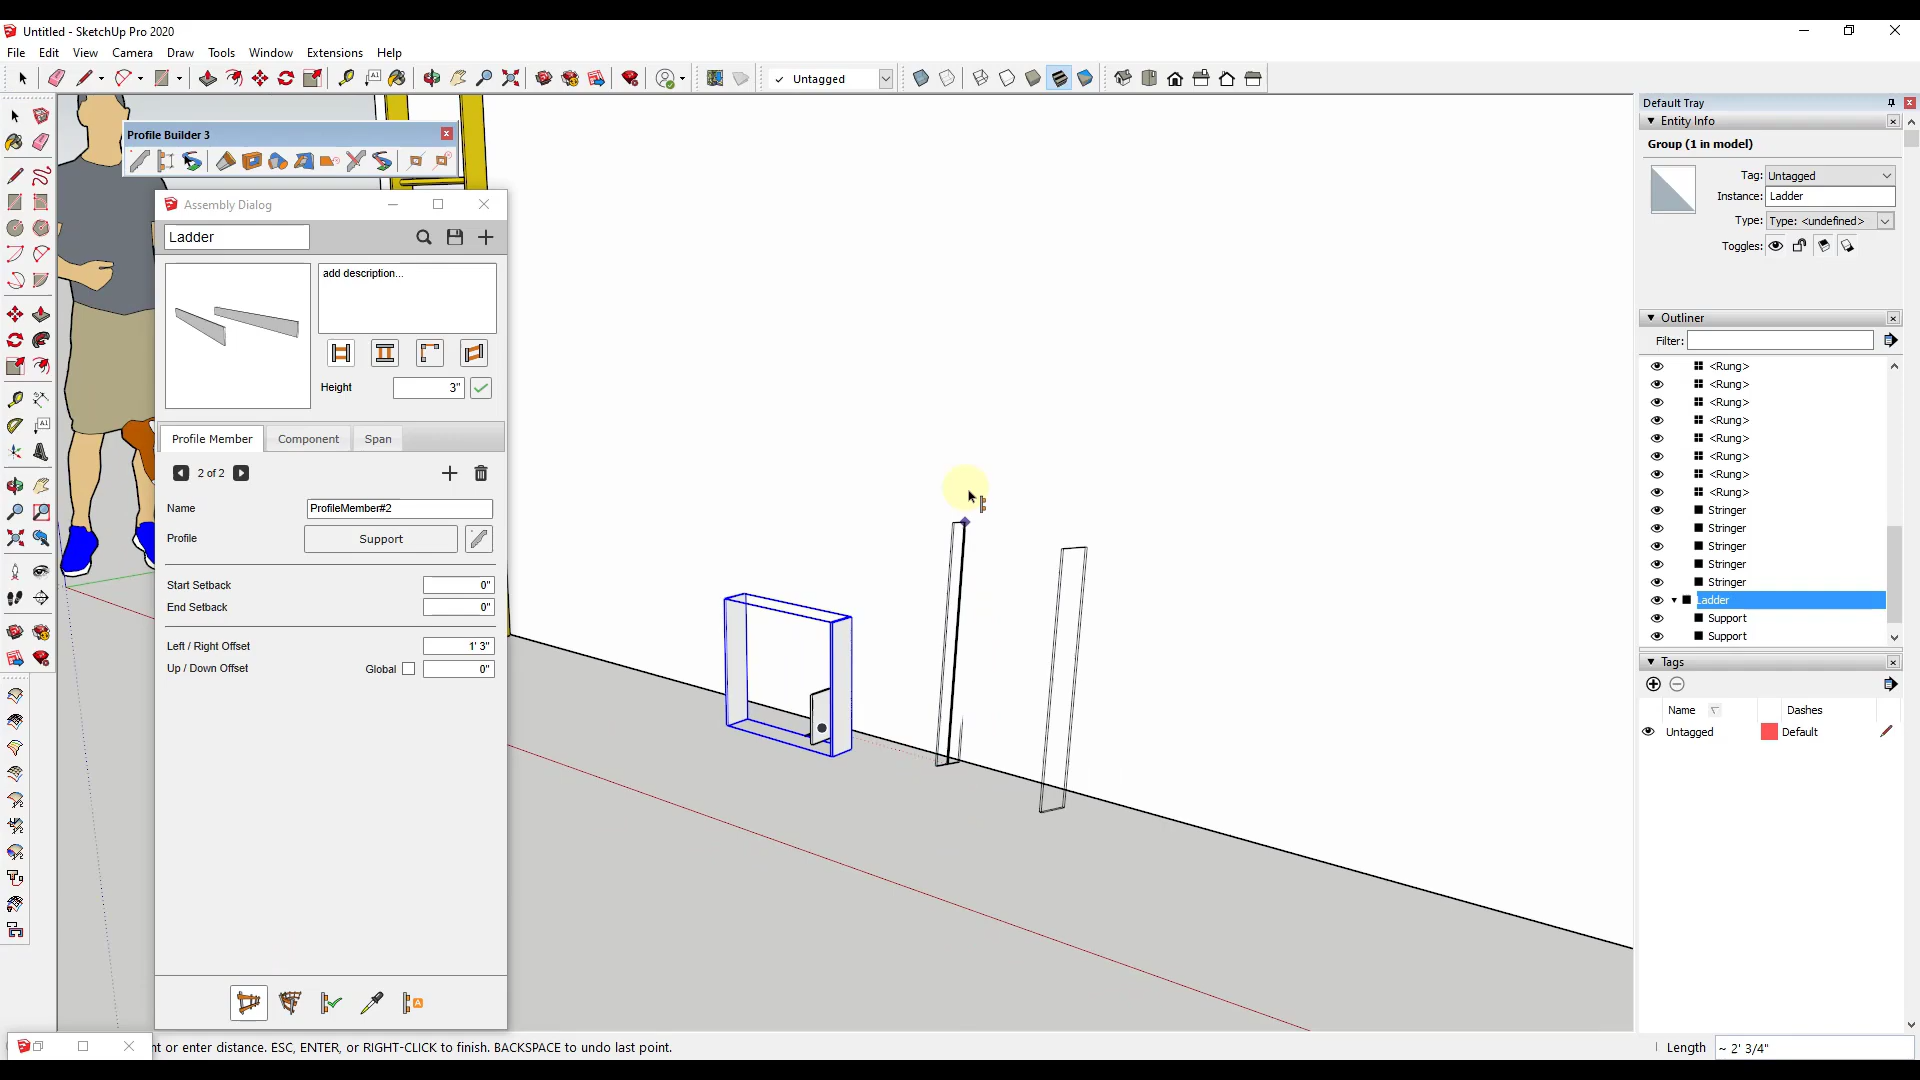 Untitled - SketchUp Pro 2020
File Edit View Camera Draw Tools Window Extensions Help
Untagged
Default Tray
Entity Info
Group (1 in model)
Tag: Untagged
Instance: Ladder
Type: Type: <undefined>
Toggles:
Profile Builder 3
Assembly Dialog
Ladder
add description...
Height 3"
Profile Member Component Span
2 of 2
Name ProfileMember#2
Profile Support
Start Setback 0"
End Setback 0"
Left / Right Offset 1' 3"
Up / Down Offset Global 0"
Outliner
Filter:
<Rung>
<Rung>
<Rung>
<Rung>
<Rung>
<Rung>
<Rung>
<Rung>
Stringer
Stringer
Stringer
Stringer
Stringer
Ladder
Support
Support
Tags
Name Dashes
Untagged Default
nt or enter distance. ESC, ENTER, or RIGHT-CLICK to finish. BACKSPACE to undo last point.
Length ~ 2' 3/4"